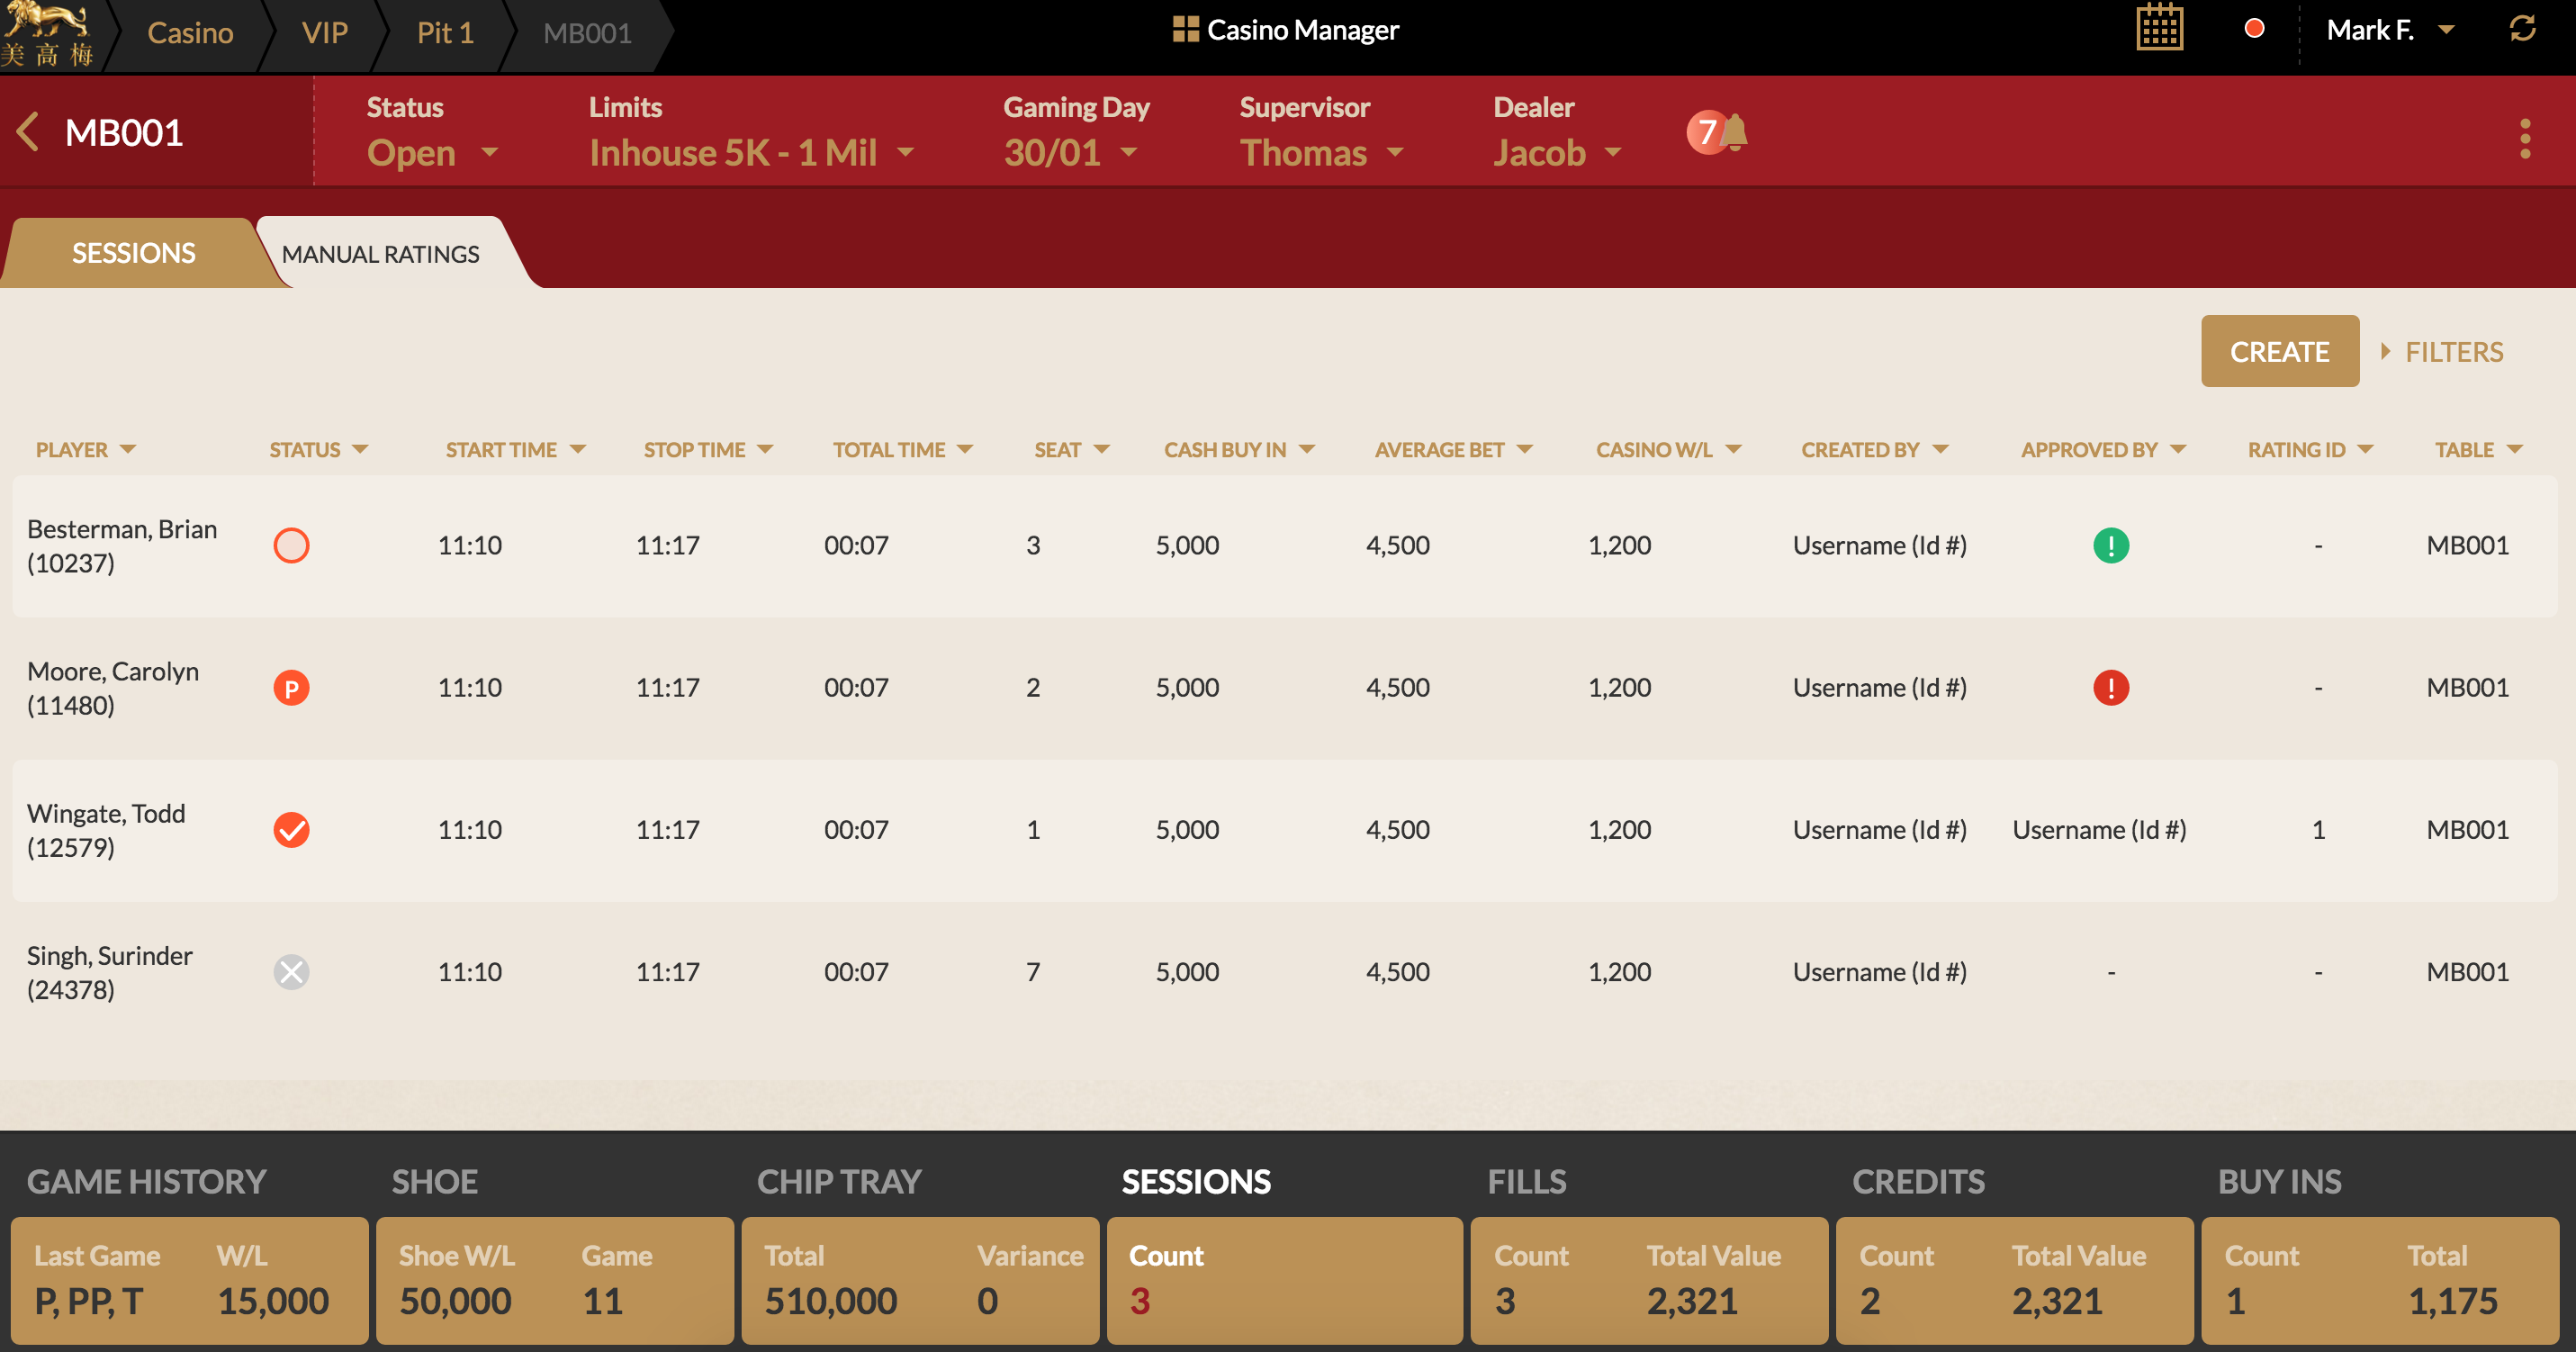 美高梅
Casino
VIP
Pit 1
MB001
Casino Manager
Mark F.
MB001
Status
Open
Limits
Inhouse 5K - 1 Mil
Gaming Day
30/01
Supervisor
Thomas
Dealer
Jacob
7
SESSIONS
MANUAL RATINGS
CREATE
FILTERS
PLAYER STATUS START TIME STOP TIME TOTAL TIME SEAT CASH BUY IN AVERAGE BET CASINO W/L CREATED BY APPROVED BY RATING ID TABLE
Besterman, Brian
(10237)
11:10 11:17 00:07 3 5,000 4,500 1,200 Username (Id #) ! - MB001
Moore, Carolyn
(11480)
P 11:10 11:17 00:07 2 5,000 4,500 1,200 Username (Id #) ! - MB001
Wingate, Todd
(12579)
11:10 11:17 00:07 1 5,000 4,500 1,200 Username (Id #) Username (Id #) 1 MB001
Singh, Surinder
(24378)
11:10 11:17 00:07 7 5,000 4,500 1,200 Username (Id #) - - MB001
GAME HISTORY
Last Game W/L
P, PP, T 15,000
SHOE
Shoe W/L Game
50,000 11
CHIP TRAY
Total Variance
510,000 0
SESSIONS
Count
3
FILLS
Count Total Value
3 2,321
CREDITS
Count Total Value
2 2,321
BUY INS
Count Total
1 1,175